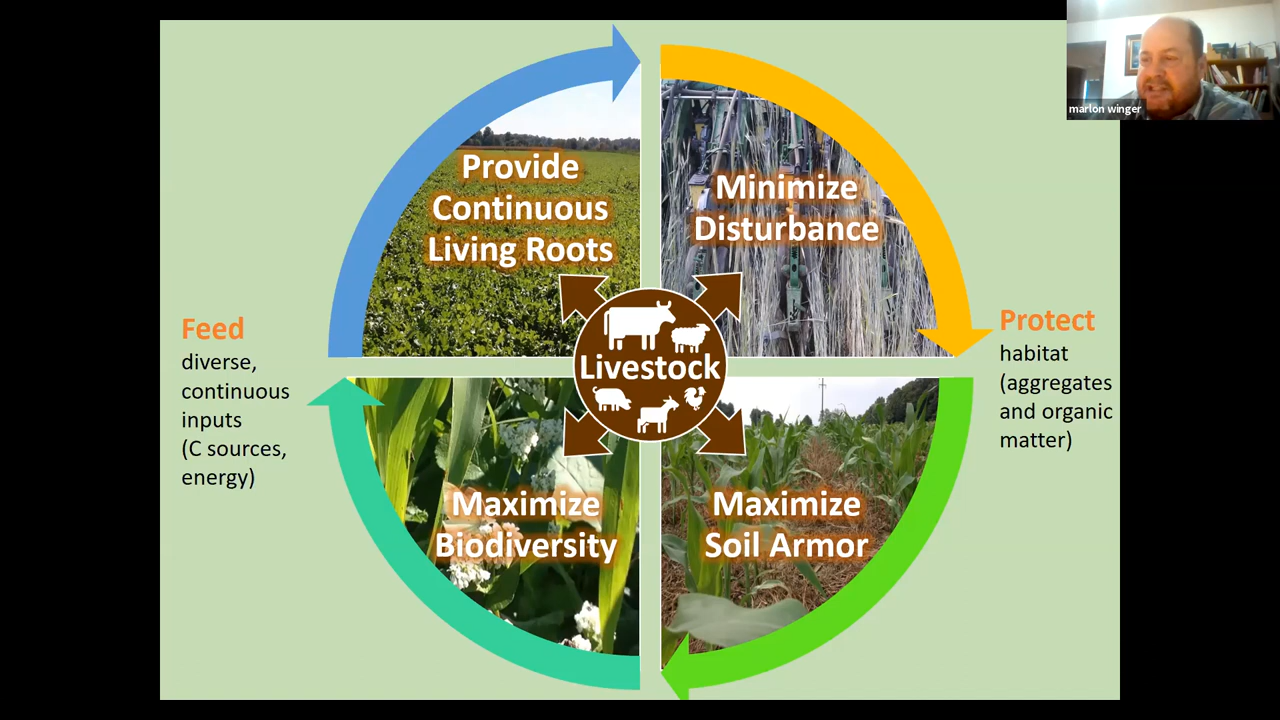 marlon winger
Provide
Continuous
Living Roots
Minimize
Disturbance
Feed
diverse,
continuous
inputs
(C sources,
energy)
Livestock
Protect
habitat
(aggregates
and organic
matter)
Maximize
Biodiversity
Maximize
Soil Armor